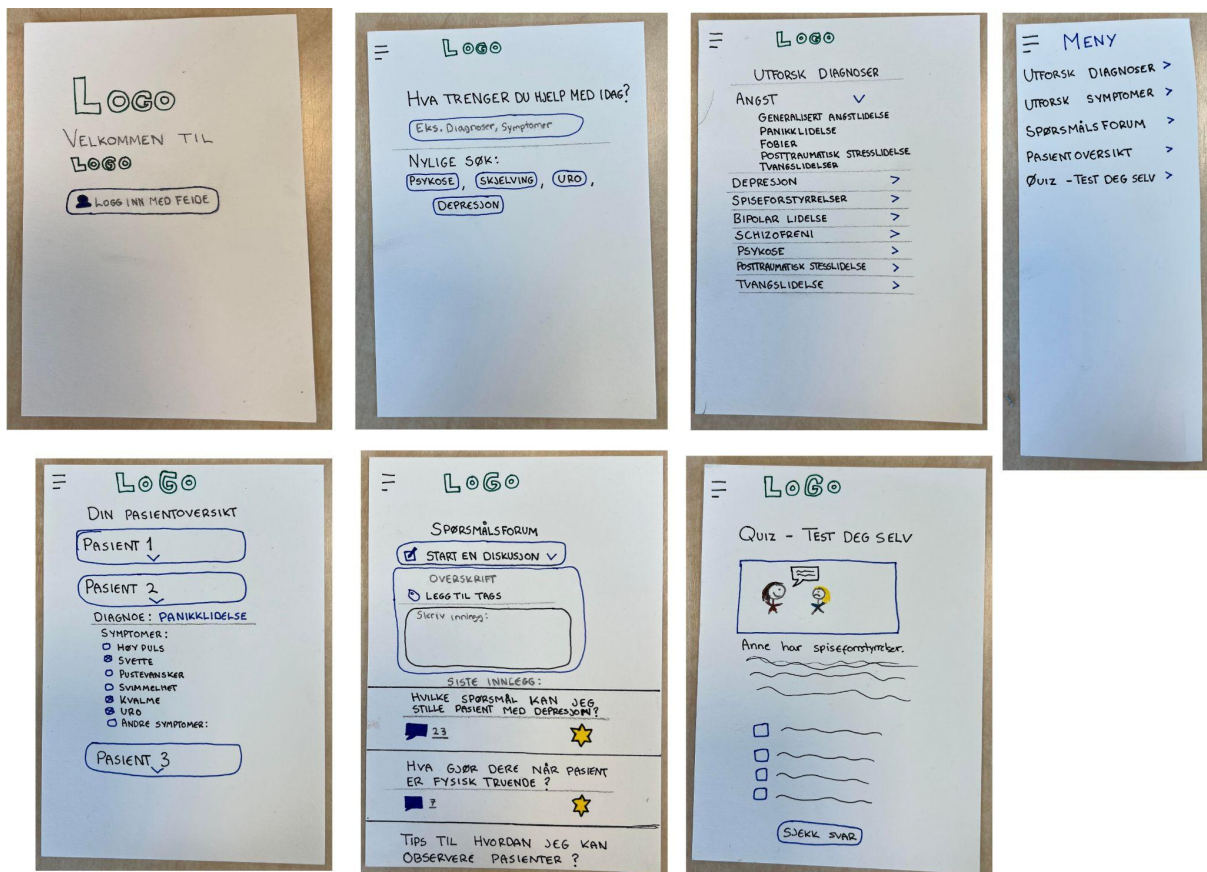 LOGO
VELKOMMEN TIL
LOGO
LOGG INN MED FEIDE
LOGO
HVA TRENGER DU HJELP MED IDAG?
Eks. Diagnoser, Symptomer
NYLIGE SØK:
PSYKOSE, SKJELVING, URO,
DEPRESJON
LOGO
UTFORSK DIAGNOSER
ANGST
GENERALISERT ANGSTLIDELSE
PANIKKLIDELSE
FOBIER
POSTTRAUMATISK STRESSLIDELSE
TVANGSLIDELSER
DEPRESJON >
SPISEFORSTYRRELSER >
BIPOLAR LIDELSE >
SCHIZOFRENI >
PSYKOSE >
POSTTRAUMATISK STESSLIDELSE >
TVANGSLIDELSE >
MENY
UTFORSK DIAGNOSER >
UTFORSK SYMPTOMER >
SPØRSMÅLSFORUM >
PASIENTOVERSIKT >
QUIZ - TEST DEG SELV >
LOGO
DIN PASIENTOVERSIKT
PASIENT 1
PASIENT 2
DIAGNOE: PANIKKLIDELSE
SYMPTOMER:
HØY PULS
SVETTE
PUSTEVANSKER
SVIMMELHET
KVALME
URO
ANDRE SYMPTOMER:
PASIENT 3
LOGO
SPØRSMÅLSFORUM
START EN DISKUSJON
OVERSKRIFT
LEGG TIL TAGS
Skriv innlegg:
SISTE INNLEGG:
HVILKE SPØRSMÅL KAN JEG
STILLE PASIENT MED DEPRESJON?
23
HVA GJØR DERE NÅR PASIENT
ER FYSISK TRUENDE ?
7
TIPS TIL HVORDAN JEG KAN
OBSERVERE PASIENTER ?
LOGO
QUIZ - TEST DEG SELV
Anne har spiseforstyrrelser.
SJEKK SVAR